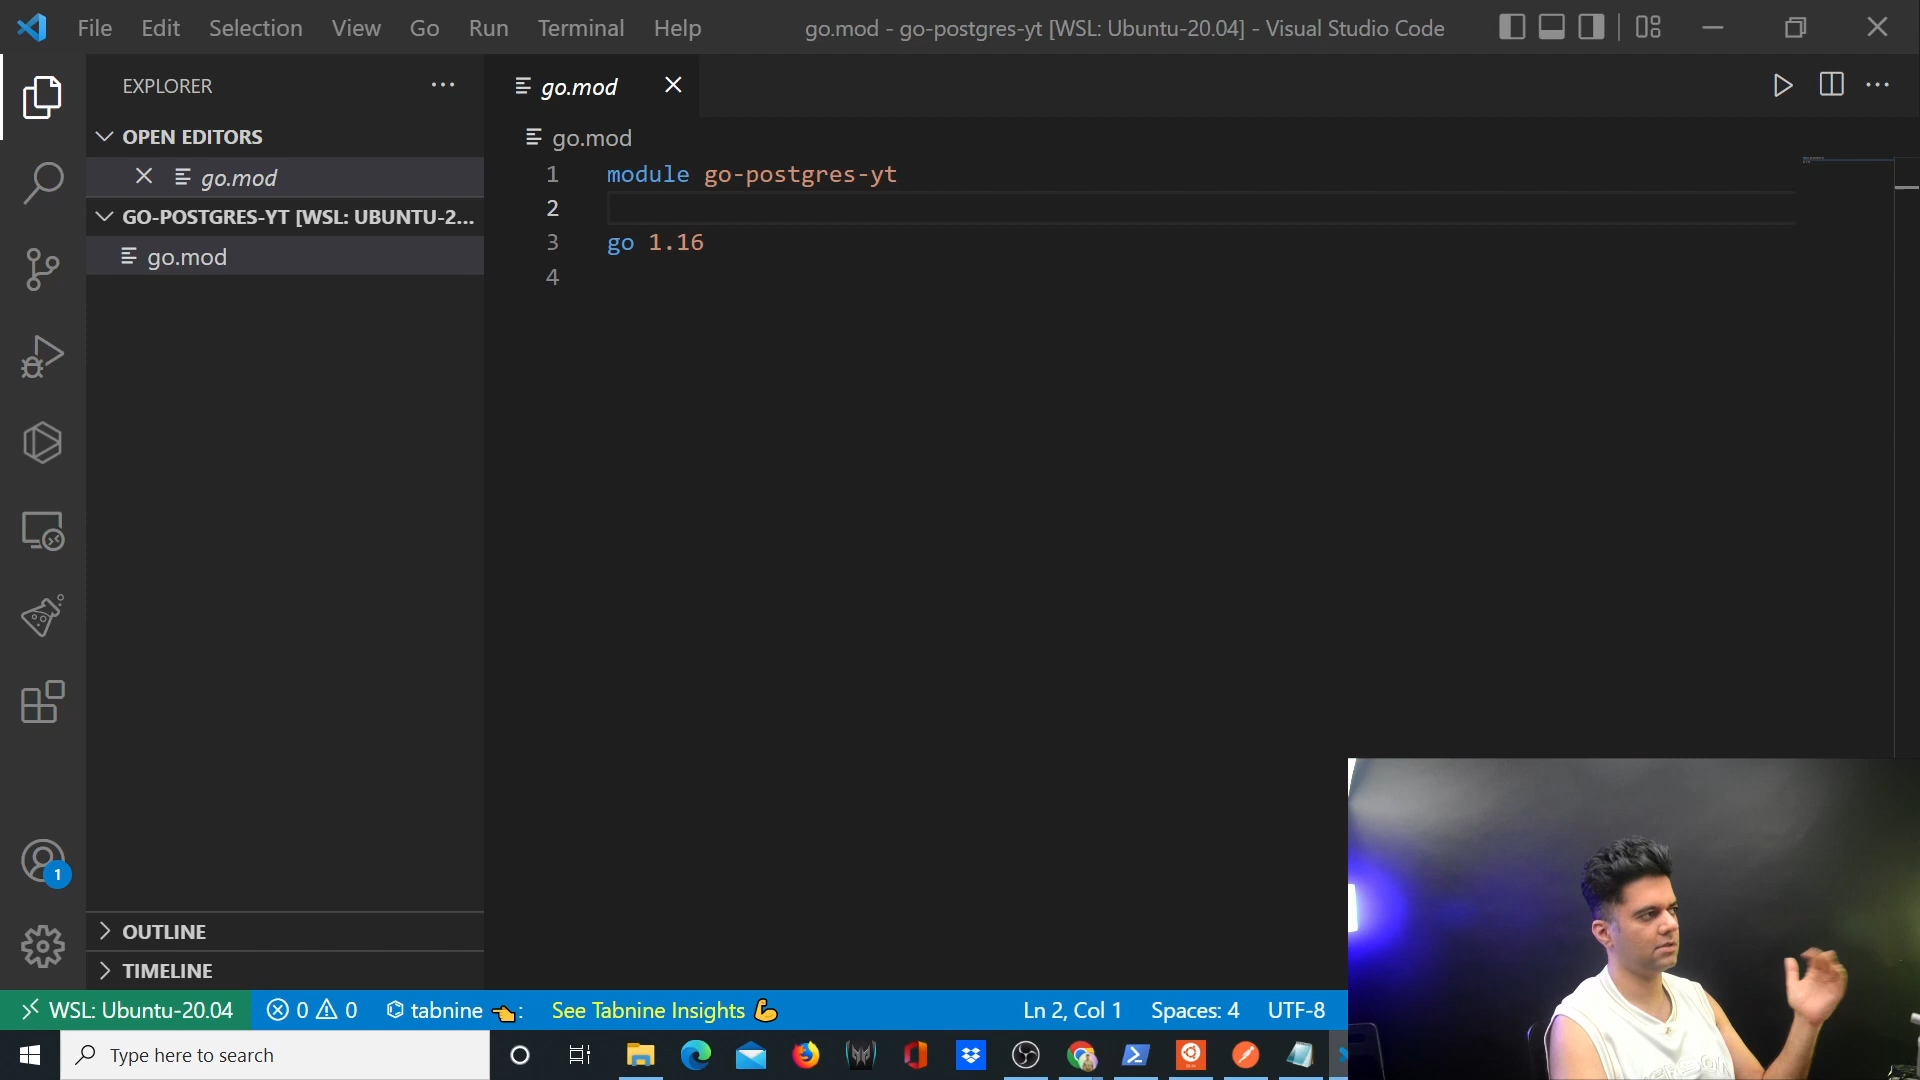 File Edit Selection View Go Run Terminal Help
go.mod - go-postgres-yt [WSL: Ubuntu-20.04] - Visual Studio Code
EXPLORER
OPEN EDITORS
go.mod
GO-POSTGRES-YT [WSL: UBUNTU-2...
go.mod
OUTLINE
TIMELINE
1
go.mod
go.mod
1 module go-postgres-yt
2
3 go 1.16
4
WSL: Ubuntu-20.04 0 0 tabnine : See Tabnine Insights Ln 2, Col 1 Spaces: 4 UTF-8
Type here to search